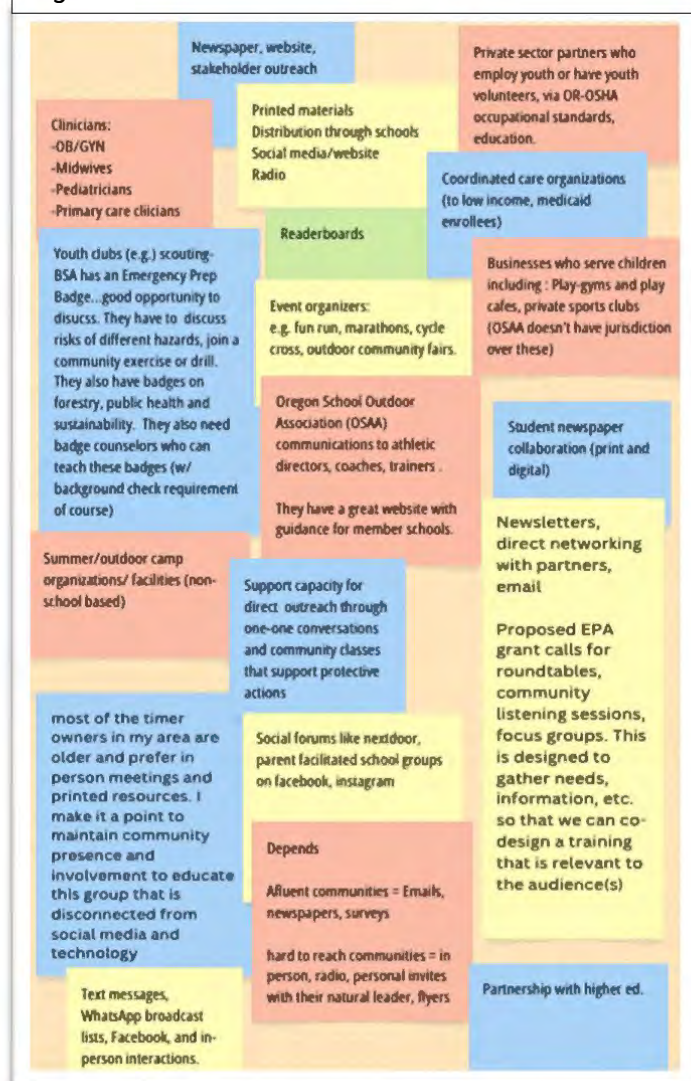 Newspaper, website,
stakeholder outreach
Private sector partners who
employ youth or have youth
volunteers, via OR-OSHA
occupational standards,
education.
Clinicians:
-OB/GYN
-Midwives
-Pediatricians
-Primary care cliicians
Printed materials
Distribution through schools
Social media/website
Radio
Coordinated care organizations
(to low income, medicaid
enrollees)
Readerboards
Youth clubs (e.g.) scouting-
BSA has an Emergency Prep
Badge...good opportunity to
disucss. They have to discuss
risks of different hazards, join a
community exercise or drill.
They also have badges on
forestry, public health and
sustainability. They also need
badge counselors who can
teach these badges (w/
background check requirement
of course)
Businesses who serve children
including : Play-gyms and play
cafes, private sports clubs
(OSAA doesn't have jurisdiction
over these)
Event organizers:
e.g. fun run, marathons, cycle
cross, outdoor community fairs.
Oregon School Outdoor
Association (OSAA)
communications to athletic
directors, coaches, trainers .
They have a great website with
guidance for member schools.
Student newspaper
collaboration (print and
digital)
Newsletters,
direct networking
with partners,
email
Proposed EPA
grant calls for
roundtables,
community
listening sessions,
focus groups. This
is designed to
gather needs,
information, etc.
so that we can co-
design a training
that is relevant to
the audience(s)
Summer/outdoor camp
organizations/ facilities (non-
school based)
Support capacity for
direct outreach through
one-one conversations
and community classes
that support protective
actions
most of the timer
owners in my area are
older and prefer in
person meetings and
printed resources. I
make it a point to
maintain community
presence and
involvement to educate
this group that is
disconnected from
social media and
technology
Social forums like nextdoor,
parent facilitated school groups
on facebook, instagram
Depends
Afluent communities = Emails,
newspapers, surveys
hard to reach communities = in
person, radio, personal invites
with their natural leader, flyers
Partnership with higher ed.
Text messages,
WhatsApp broadcast
lists, Facebook, and in-
person interactions.